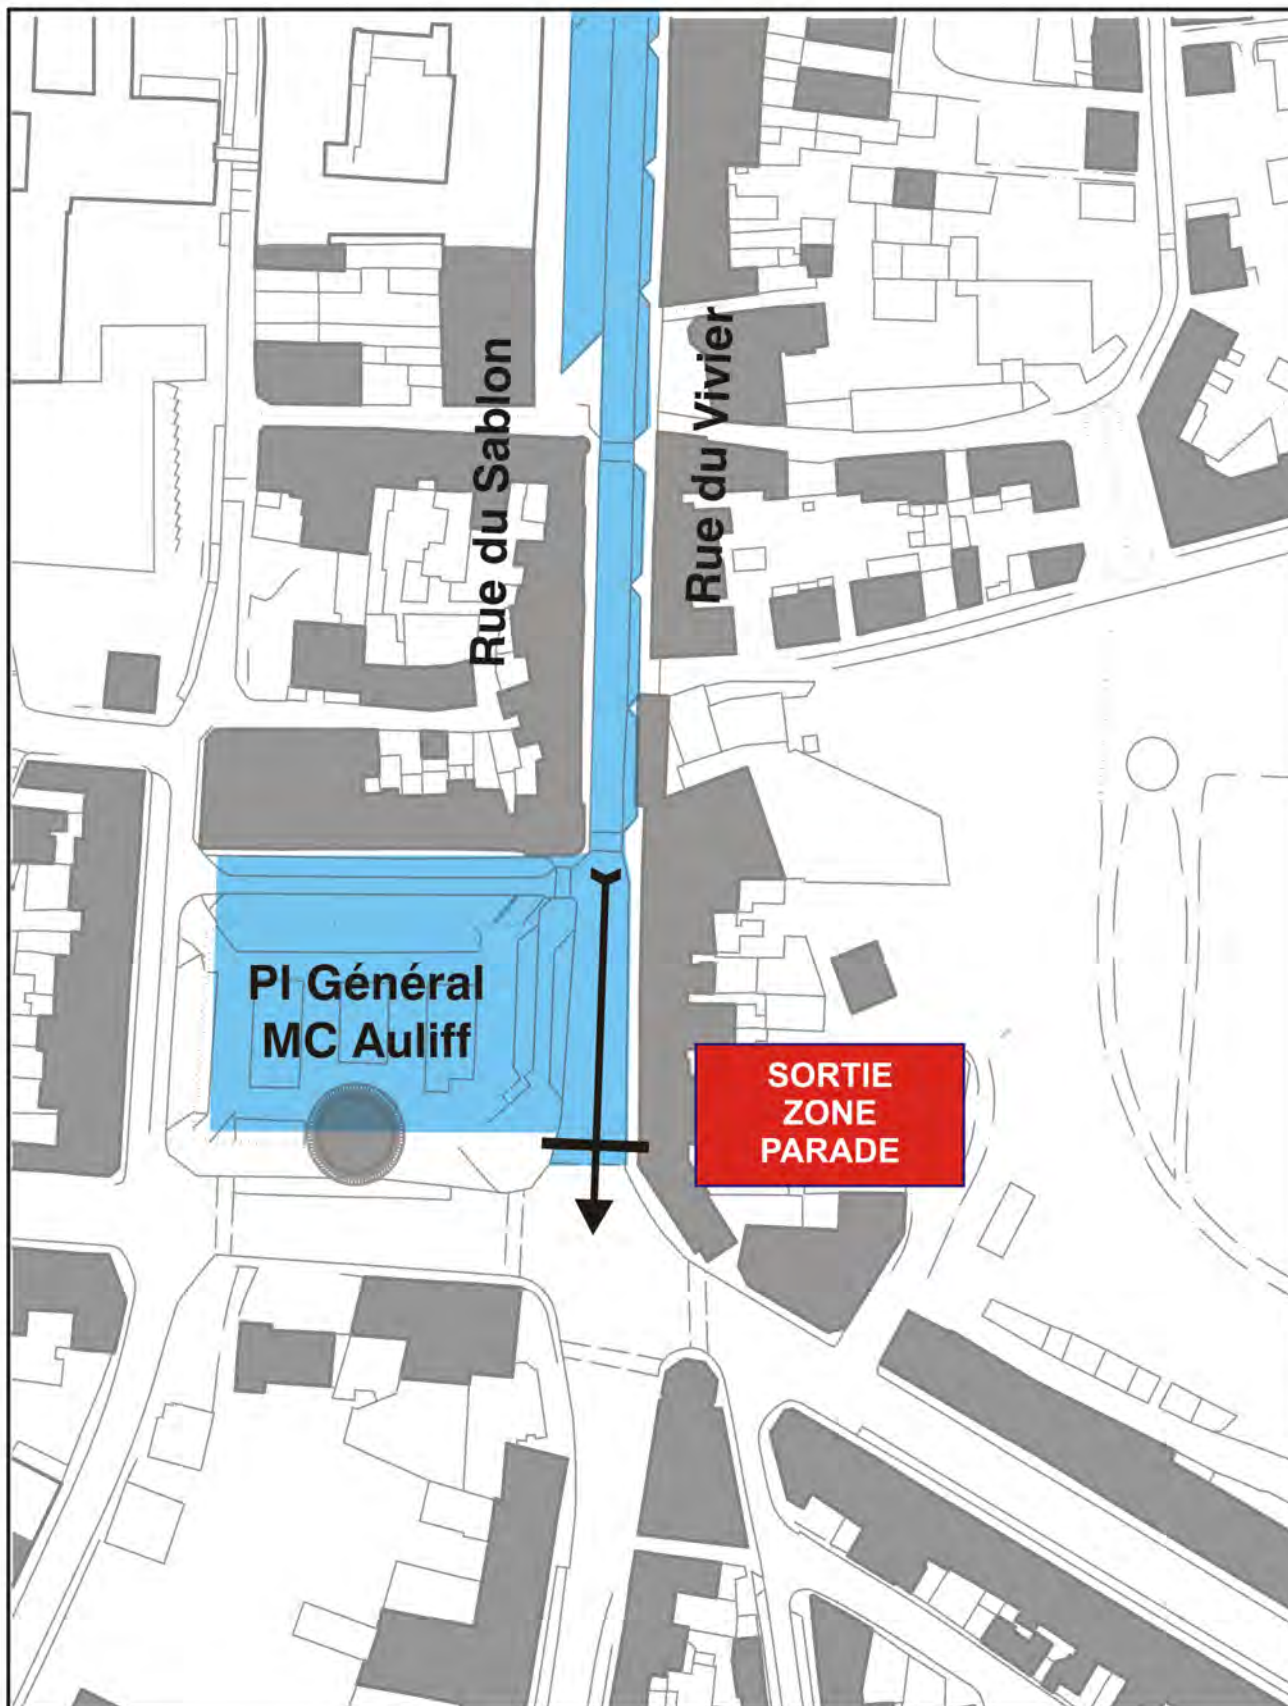 Rue du Sablon
Rue du Vivier
Pl Général
MC Auliff
SORTIE
ZONE
PARADE